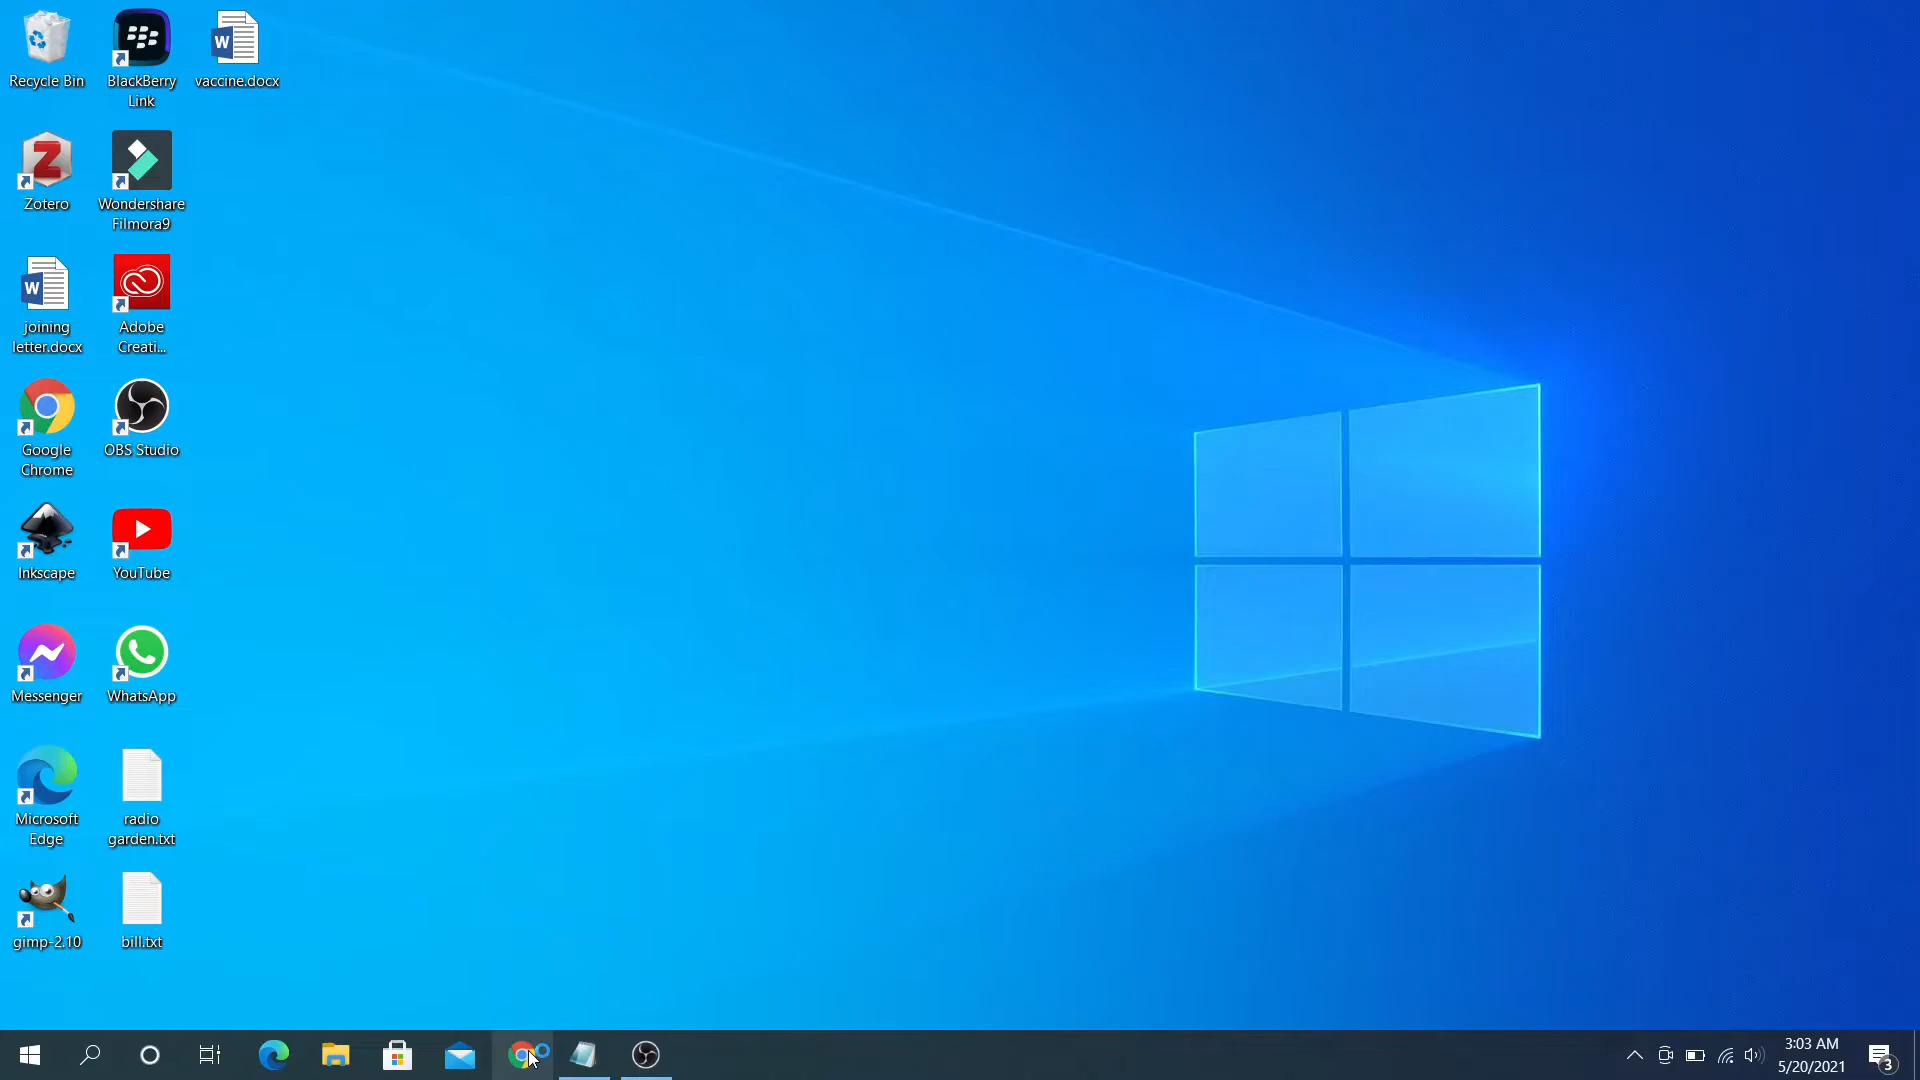 Recycle Bin
BlackBerry
Link
vaccine.docx
Zotero
Wondershare
Filmora9
joining
letter.docx
Adobe
Creati...
Google
Chrome
OBS Studio
Inkscape
YouTube
Messenger
WhatsApp
Microsoft
Edge
radio
garden.txt
gimp-2.10
bill.txt
3:03 AM
5/20/2021
3